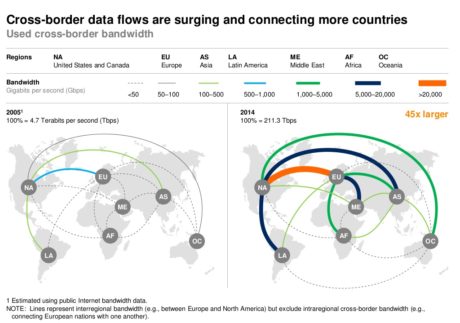 Cross-border data flows are surging and connecting more countries
Used cross-border bandwidth
Regions NA EU AS LA ME AF OC
United States and Canada Europe Asia Latin America Middle East Africa Oceania
Bandwidth
Gigabits per second (Gbps) <50 50–100 100–500 500–1,000 1,000–5,000 5,000–20,000 >20,000
2005¹ 2014 45x larger
100% = 4.7 Terabits per second (Tbps) 100% = 211.3 Tbps
NA EU ME AS AF LA OC
NA EU ME AS AF LA OC
1 Estimated using public Internet bandwidth data.
NOTE: Lines represent interregional bandwidth (e.g., between Europe and North America) but exclude intraregional cross-border bandwidth (e.g.,
connecting European nations with one another).